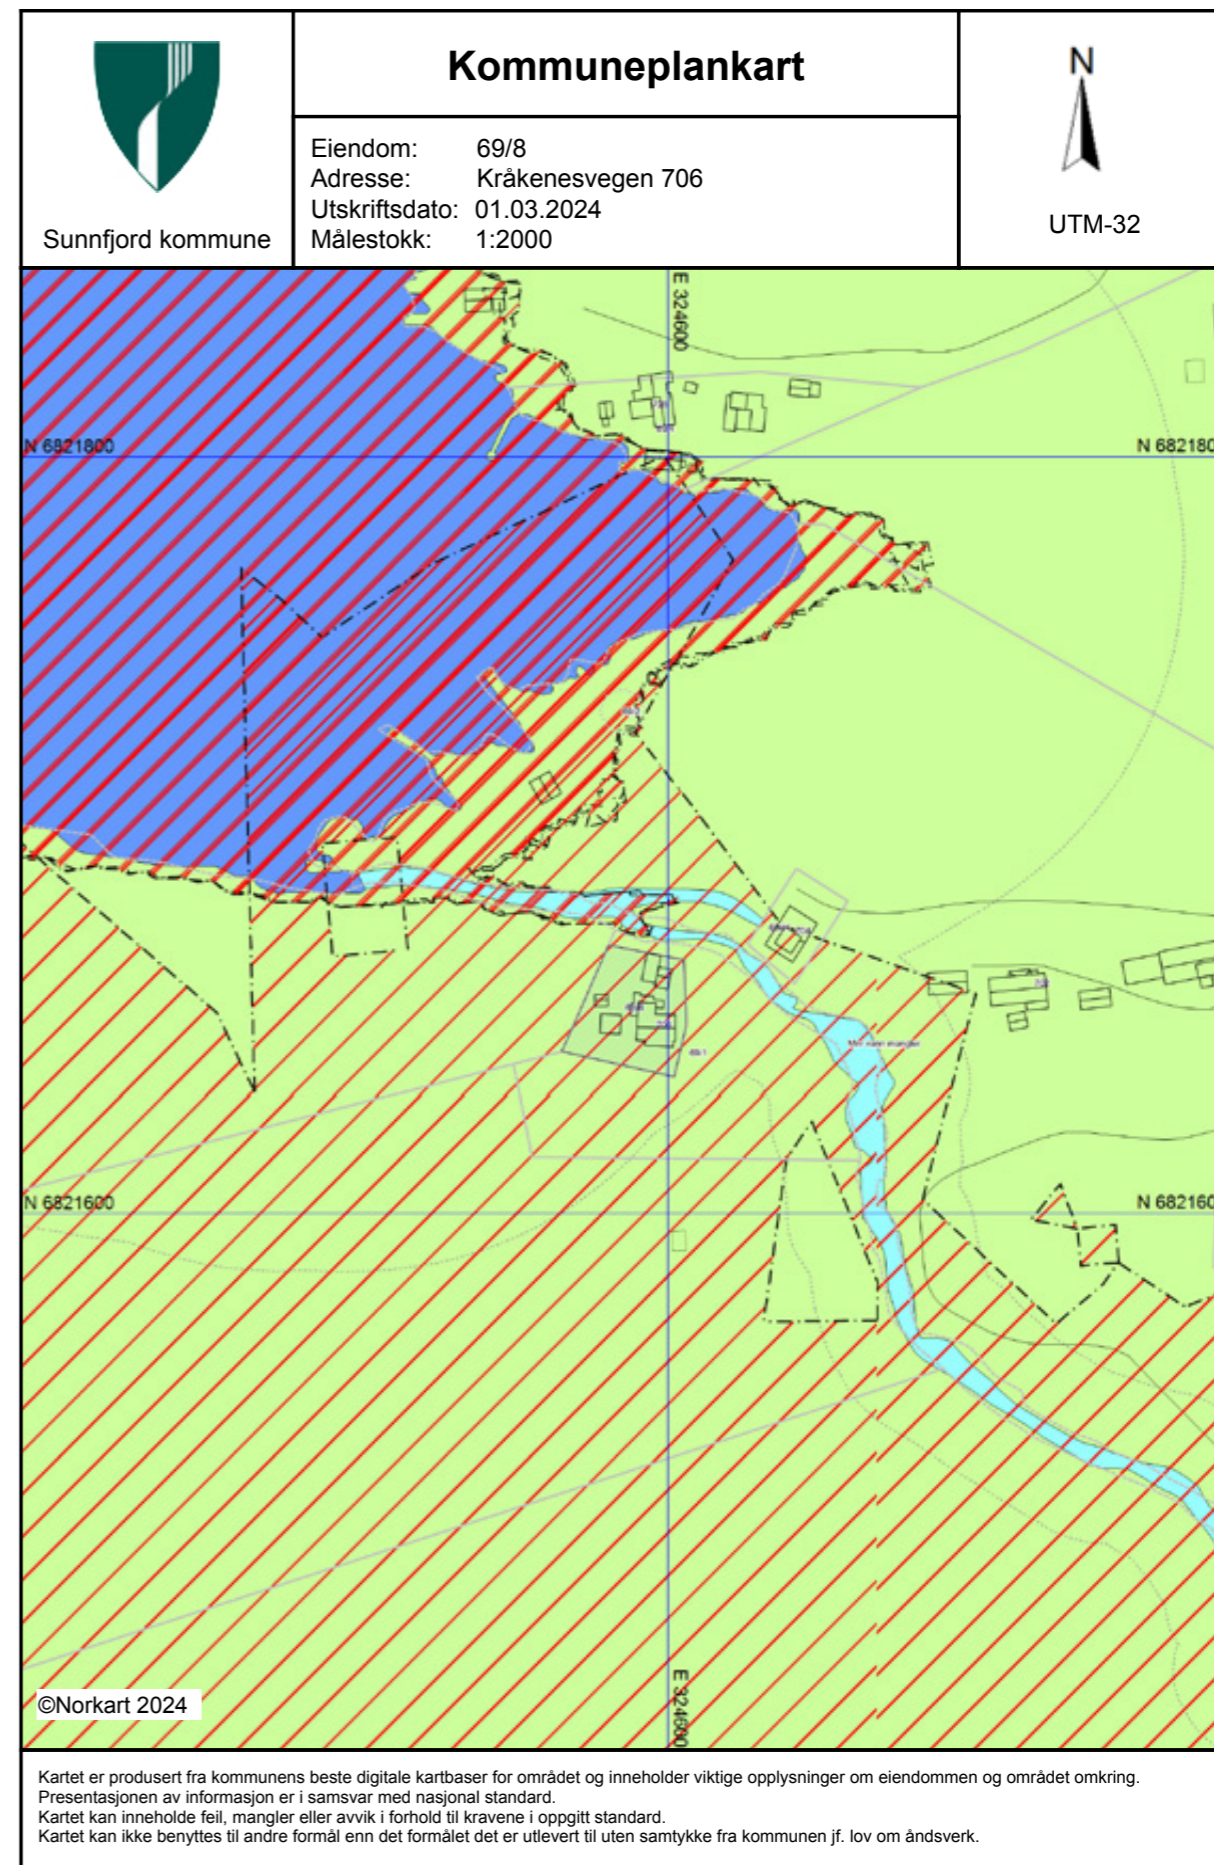 Sunnfjord kommune
Kommuneplankart
Eiendom: 69/8
Adresse: Kråkenesvegen 706
Utskriftsdato: 01.03.2024
Målestokk: 1:2000
N
UTM-32
E 324600
N 6821800
N 682180
N 6821600
N 682160
E 324600
©Norkart 2024
Kartet er produsert fra kommunens beste digitale kartbaser for området og inneholder viktige opplysninger om eiendommen og området omkring.
Presentasjonen av informasjon er i samsvar med nasjonal standard.
Kartet kan inneholde feil, mangler eller avvik i forhold til kravene i oppgitt standard.
Kartet kan ikke benyttes til andre formål enn det formålet det er utlevert til uten samtykke fra kommunen jf. lov om åndsverk.